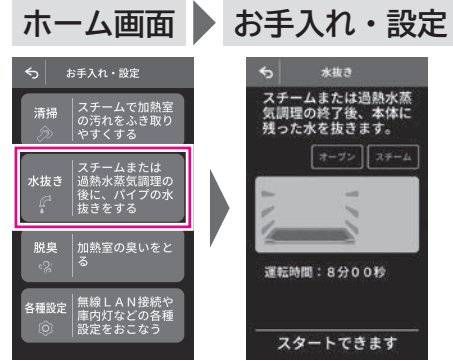 ホーム画面 お手入れ・設定
お手入れ・設定
清掃
スチームで加熱室
の汚れをふき取り
やすくする
水抜き
スチームまたは
過熱水蒸気調理の
後に、パイプの水
抜きをする
脱臭
加熱室の臭いをと
る
各種設定
無線LAN接続や
庫内灯などの各種
設定をおこなう
水抜き
スチームまたは過熱水蒸
気調理の終了後、本体に
残った水を抜きます。
オーブン スチーム
運転時間:8分00秒
スタートできます